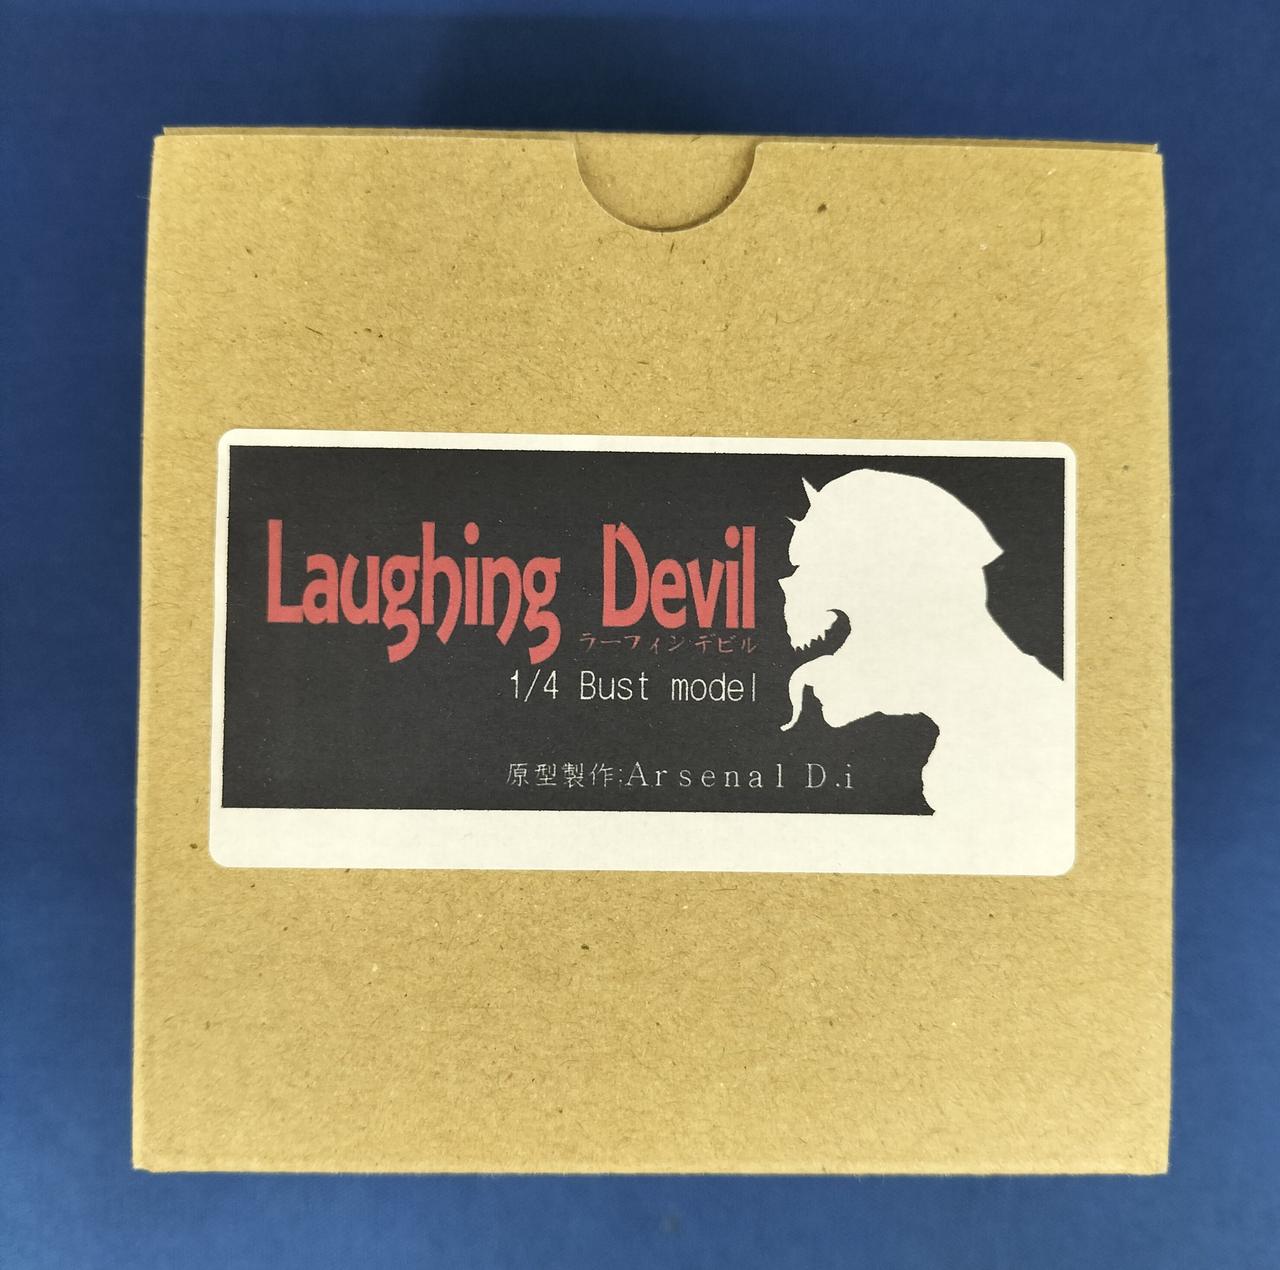 Laughing Devil
ラーフィンデビル
1/4 Bust model
原型製作:Arsenal D.i